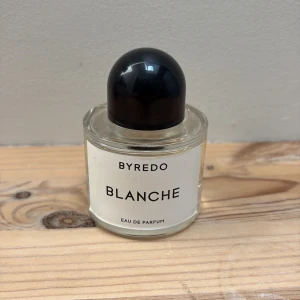 BYREDO
BLANCHE
EAU DE PARFUM